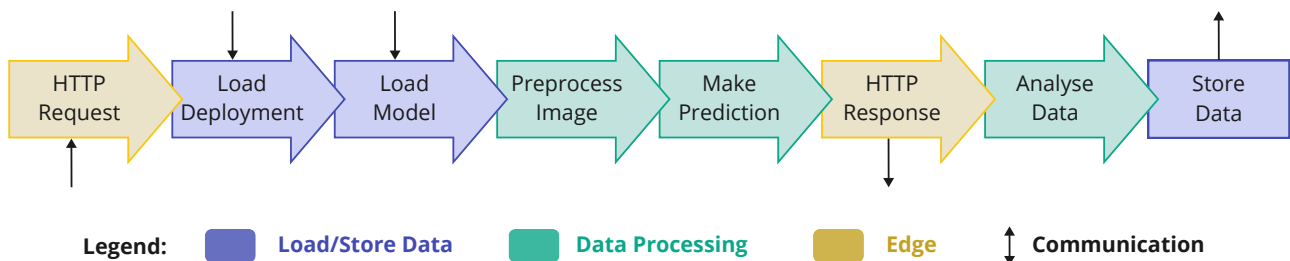 HTTP
Request
Load
Deployment
Load
Model
Preprocess
Image
Make
Prediction
HTTP
Response
Analyse
Data
Store
Data
Legend:
Load/Store Data
Data Processing
Edge
Communication